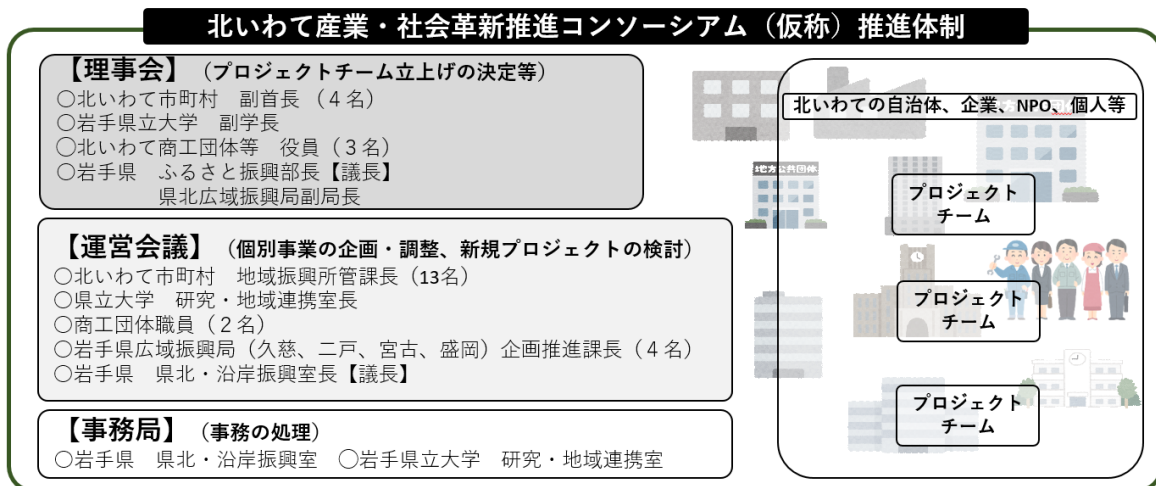 北いわて産業・社会革新推進コンソーシアム（仮称）推進体制
【理事会】（プロジェクトチーム立上げの決定等）
○北いわて市町村　副首長（４名）
○岩手県立大学　副学長
○北いわて商工団体等　役員（３名）
○岩手県　ふるさと振興部長【議長】
県北広域振興局副局長
【運営会議】（個別事業の企画・調整、新規プロジェクトの検討）
○北いわて市町村　地域振興所管課長（13名）
○県立大学　研究・地域連携室長
○商工団体職員（２名）
○岩手県広域振興局（久慈、二戸、宮古、盛岡）企画推進課長（４名）
○岩手県　県北・沿岸振興室長【議長】
【事務局】（事務の処理）
○岩手県　県北・沿岸振興室　○岩手県立大学　研究・地域連携室
北いわての自治体、企業、NPO、個人等
地方公共団体
プロジェクト
チーム
プロジェクト
チーム
プロジェクト
チーム